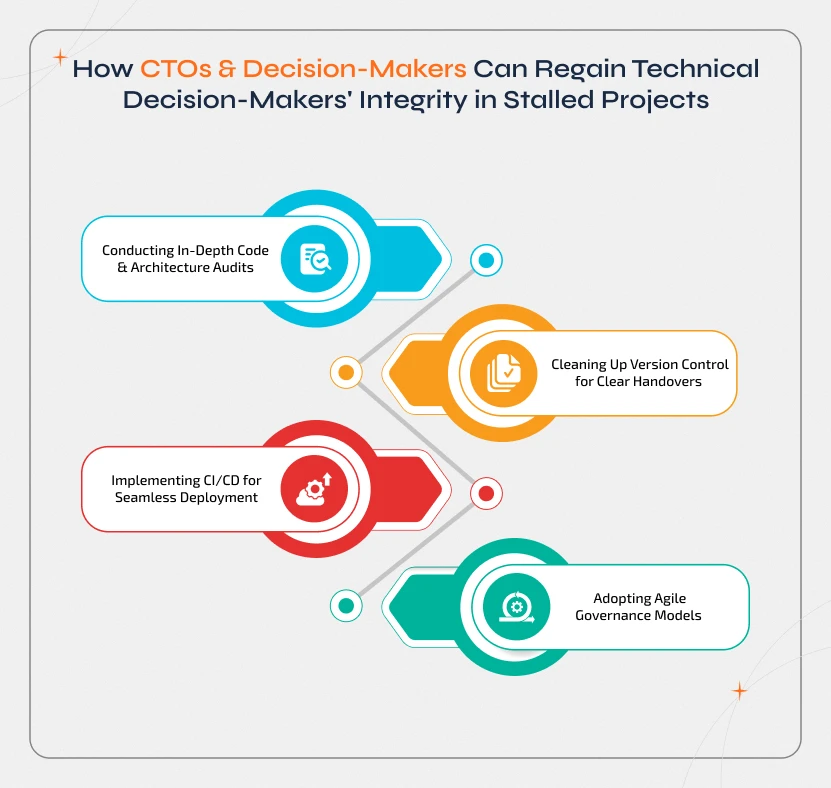 How CTOs & Decision-Makers Can Regain Technical
Decision-Makers' Integrity in Stalled Projects
Conducting In-Depth Code
& Architecture Audits
Cleaning Up Version Control
for Clear Handovers
Implementing CI/CD for
Seamless Deployment
Adopting Agile
Governance Models